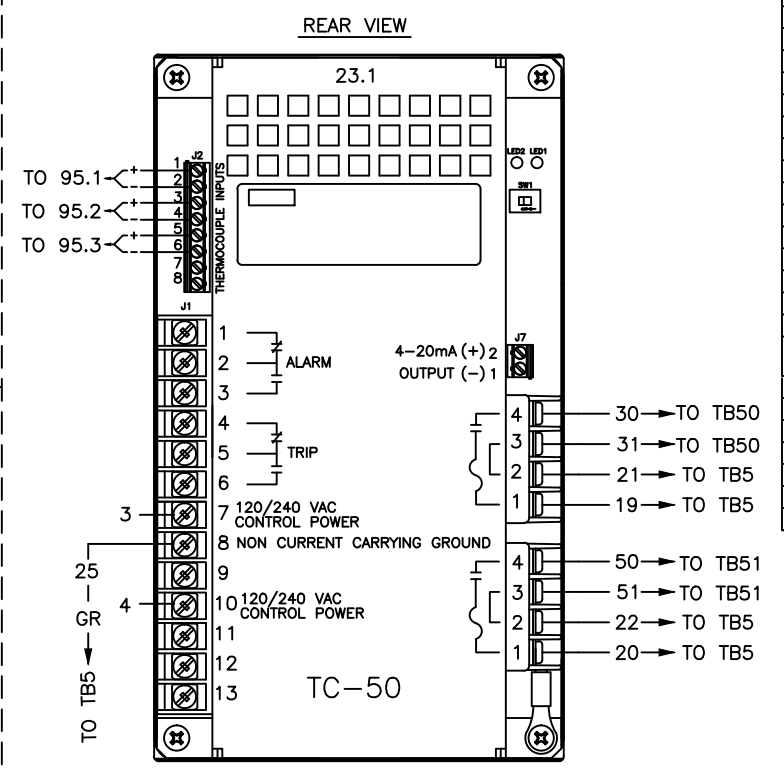 REAR VIEW
23.1
J2
LED2 LED1
SW1
THERMOCOUPLE INPUTS
TO 95.1 + - 1 2
TO 95.2 + - 3 4
TO 95.3 + - 5 6
7
8
J1
1
2 ALARM
3
4
5 TRIP
6
3 7 120/240 VAC
CONTROL POWER
8 NON CURRENT CARRYING GROUND
9
4 10 120/240 VAC
CONTROL POWER
11
12
13
25
GR
TO TB5
TC-50
J7
4-20mA (+) 2
OUTPUT (-) 1
4 30 TO TB50
3 31 TO TB50
2 21 TO TB5
1 19 TO TB5
4 50 TO TB51
3 51 TO TB51
2 22 TO TB5
1 20 TO TB5